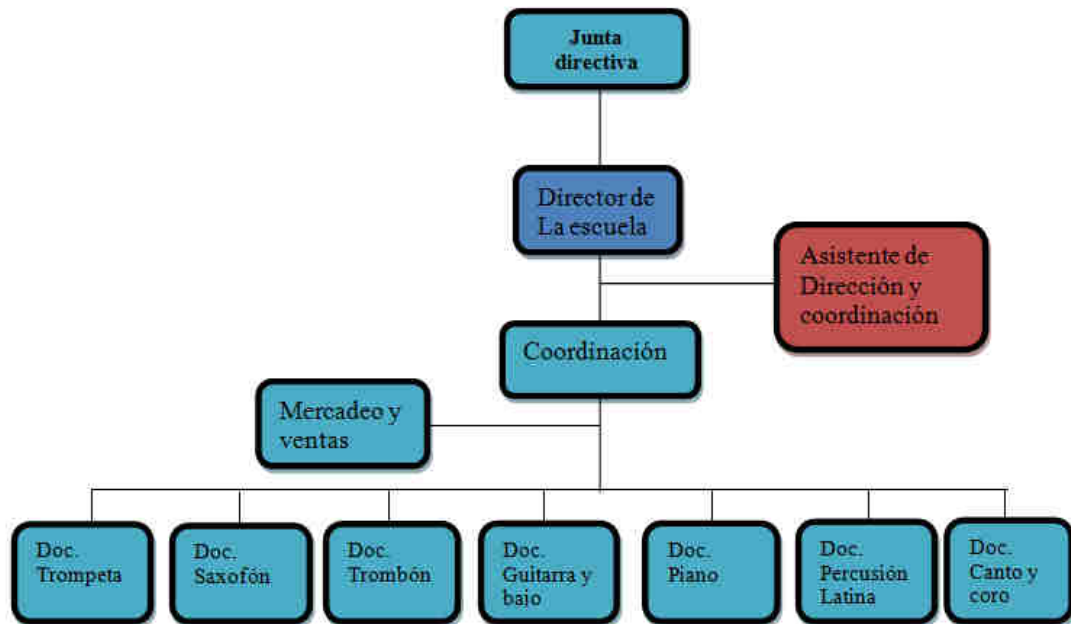 Junta
directiva
Director de
La escuela
Asistente de
Dirección y
coordinación
Coordinación
Mercadeo y
ventas
Doc.
Trompeta
Doc.
Saxofón
Doc.
Trombón
Doc.
Guitarra y
bajo
Doc.
Piano
Doc.
Percusión
Latina
Doc.
Canto y
coro